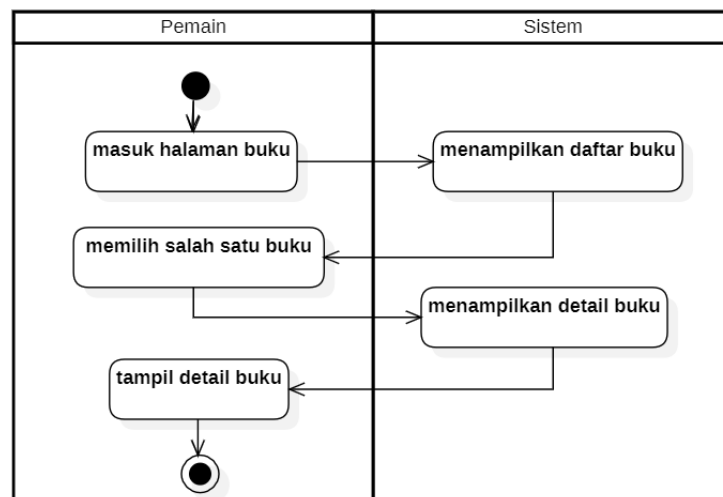 Pemain
Sistem
masuk halaman buku
menampilkan daftar buku
memilih salah satu buku
menampilkan detail buku
tampil detail buku